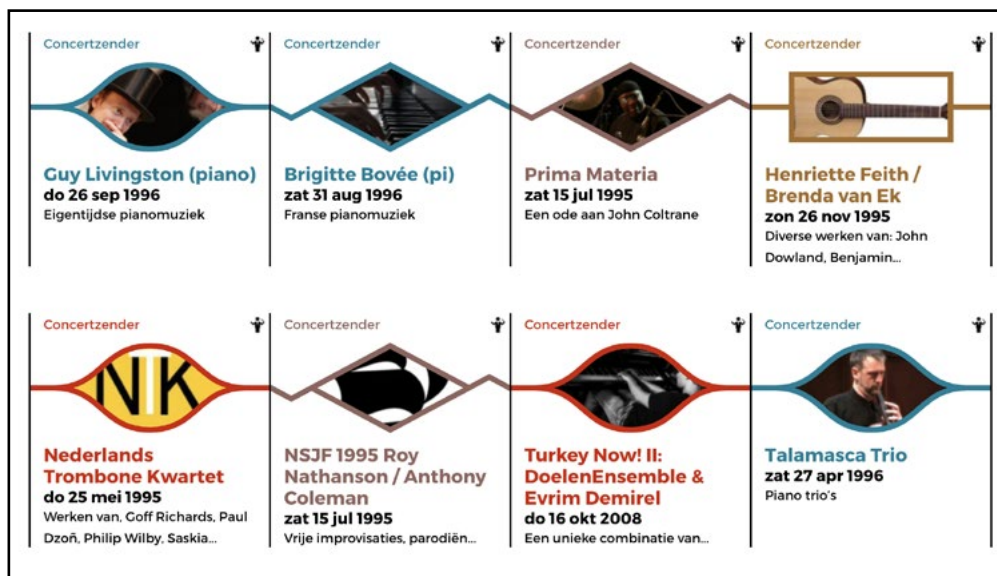 Concertzender
Guy Livingston (piano)
do 26 sep 1996
Eigentijdse pianomuziek
Concertzender
Brigitte Bovée (pi)
zat 31 aug 1996
Franse pianomuziek
Concertzender
Prima Materia
zat 15 jul 1995
Een ode aan John Coltrane
Concertzender
Henriette Feith /
Brenda van Ek
zon 26 nov 1995
Diverse werken van: John
Dowland, Benjamin...
Concertzender
NTK
Nederlands
Trombone Kwartet
do 25 mei 1995
Werken van, Goff Richards, Paul
Dzoñ, Philip Wilby, Saskia...
Concertzender
NSJF 1995 Roy
Nathanson / Anthony
Coleman
zat 15 jul 1995
Vrije improvisaties, parodiën...
Concertzender
Turkey Now! II:
DoelenEnsemble &
Evrim Demirel
do 16 okt 2008
Een unieke combinatie van...
Concertzender
Talamasca Trio
zat 27 apr 1996
Piano trio's